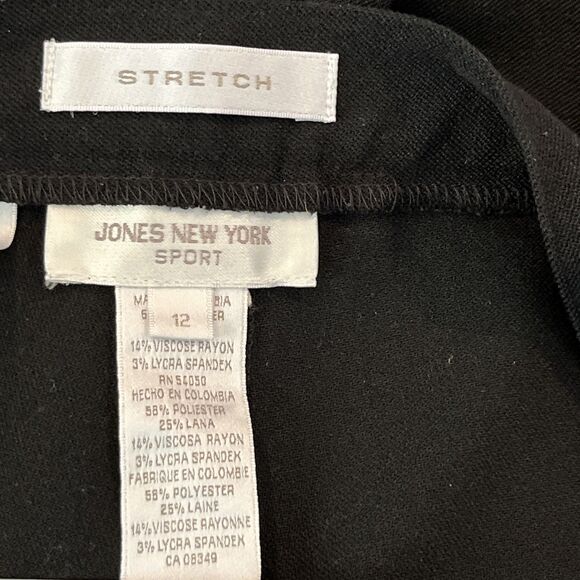 STRETCH
JONES NEW YORK
SPORT
12
14% VISCOSE RAYON
3% LYCRA SPANDEX
RN 54050
HECHO EN COLOMBIA
58% POLIESTER
25% LANA
14% VISCOSA RAYON
3% LYCRA SPANDEX
FABRIQUE EN COLOMBIE
58% POLYESTER
25% LAINE
14% VISCOSE RAYONNE
3% LYCRA SPANDEX
CA 08349